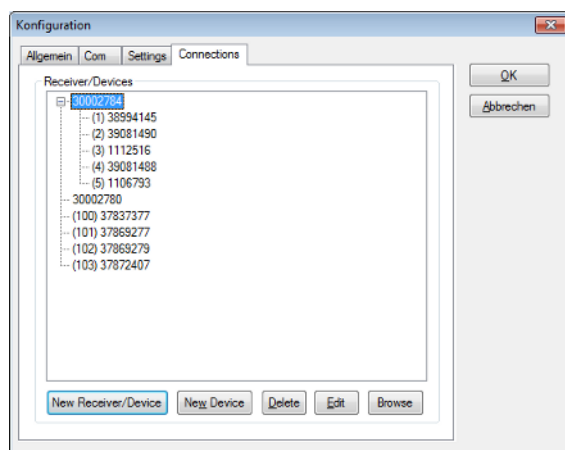 Konfiguration
Allgemein Com Settings Connections
Receiver/Devices
30002784
(1) 38994145
(2) 39081490
(3) 1112516
(4) 39081488
(5) 1106793
30002780
(100) 37837377
(101) 37869277
(102) 37869279
(103) 37872407
New Receiver/Device New Device Delete Edit Browse
OK
Abbrechen